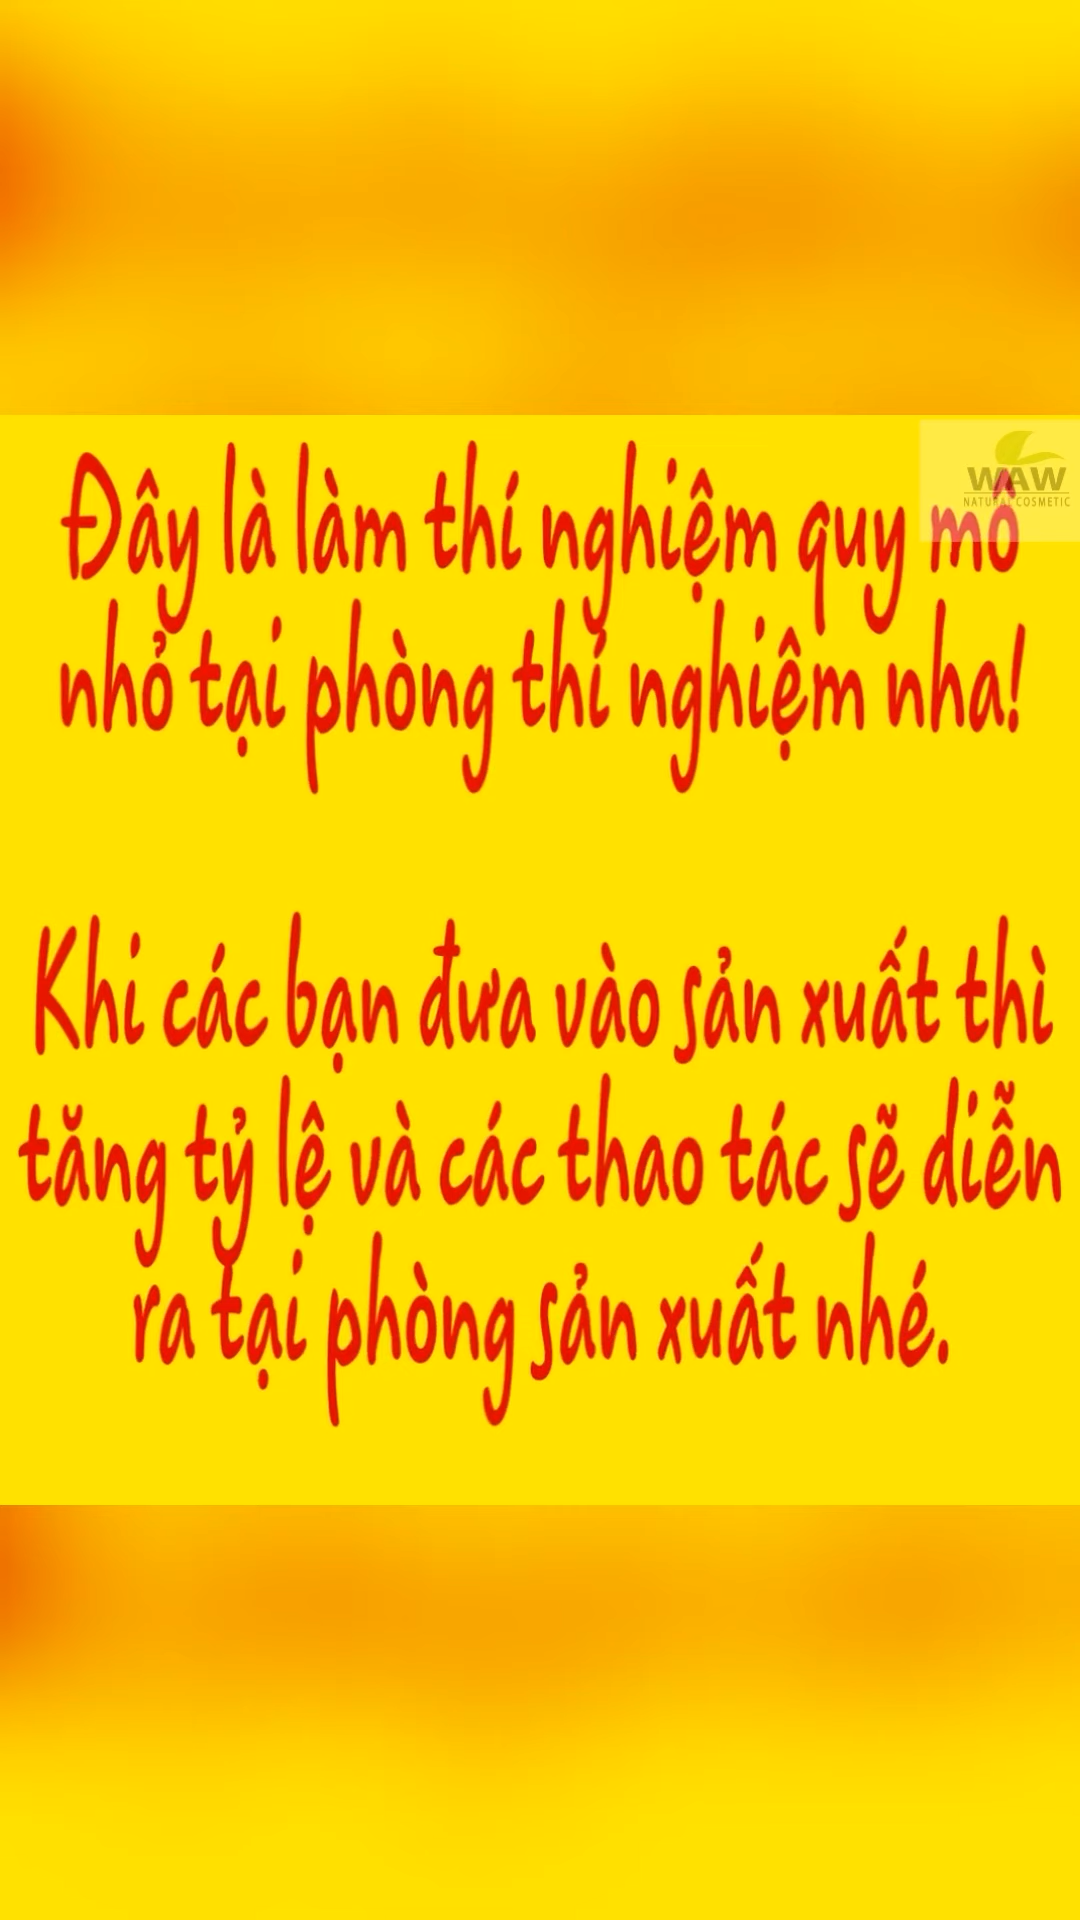 WAW
NATURAL COSMETIC
Đây là làm thí nghiệm quy mô
nhỏ tại phòng thí nghiệm nha!
Khi các bạn đưa vào sản xuất thì
tăng tỷ lệ và các thao tác sẽ diễn
ra tại phòng sản xuất nhé.